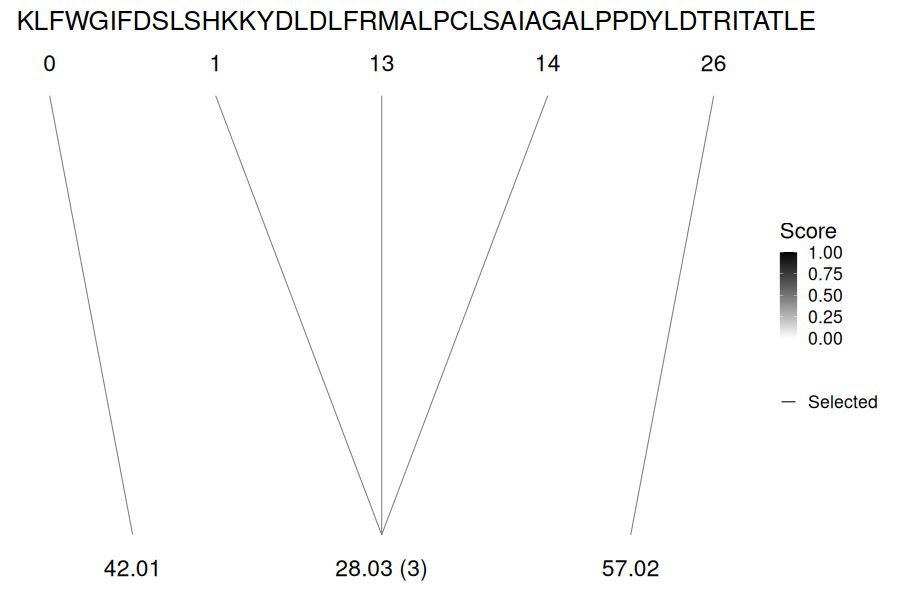 KLFWGIFDSLSHKKYDLDLFRMALPCLSAIAGALPPDYLDTRITATLE
0 1 13 14 26
Score
1.00
0.75
0.50
0.25
0.00
Selected
42.01 28.03 (3) 57.02